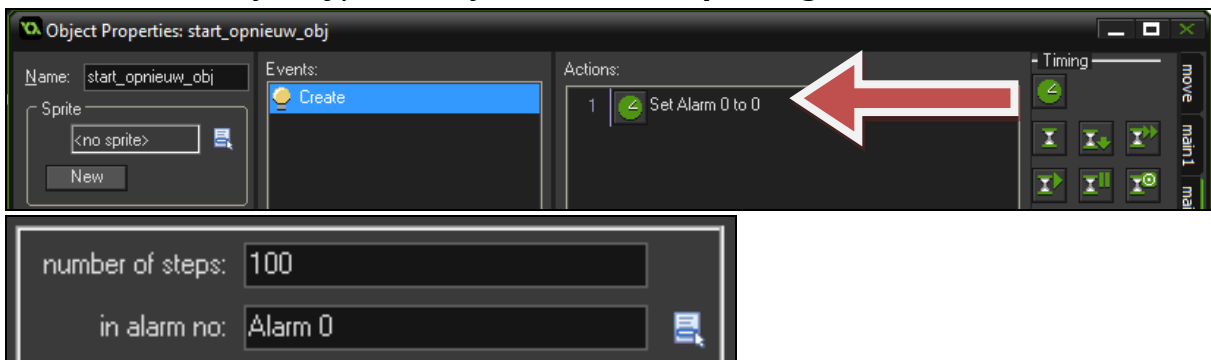 Object Properties: start_opnieuw_obj
Name: start_opnieuw_obj
Sprite
<no sprite>
New
Events:
Create
Actions:
1 Set Alarm 0 to 0
Timing
move
main1
number of steps: 100
in alarm no: Alarm 0